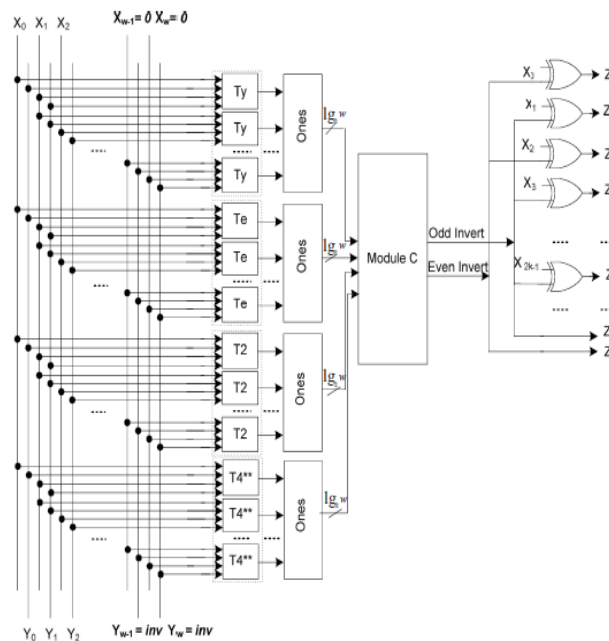 X0 X1 X2 Xw-1= 0 Xw= 0
Ty
Ty
.... ....
Ty
Ones
lg w
....
Te
Te
.... ....
Te
Ones
lg w
....
T2
T2
.... ....
T2
Ones
lg w
....
T4**
T4**
.... ....
T4**
Ones
lg w
....
Module C
Odd Invert
Even Invert
X1
Z
X2
Z
X3
Z
.... ....
X2k-1
Z
.... ....
Z
Z
Yw-1= inv Yw= inv
Y0 Y1 Y2